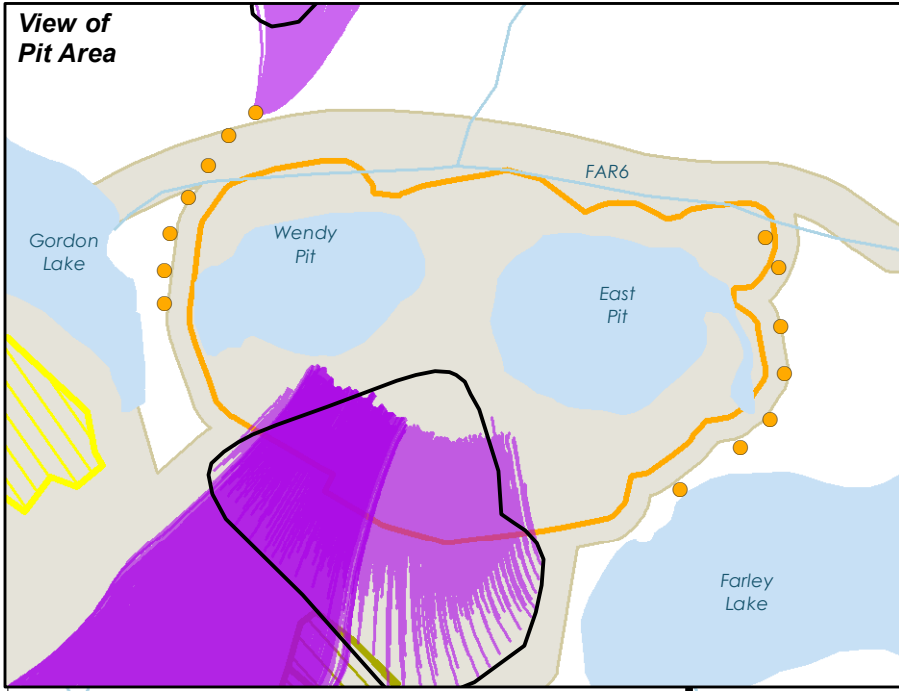 View of
Pit Area
FAR6
Wendy
Pit
Gordon
Lake
East
Pit
Farley
Lake